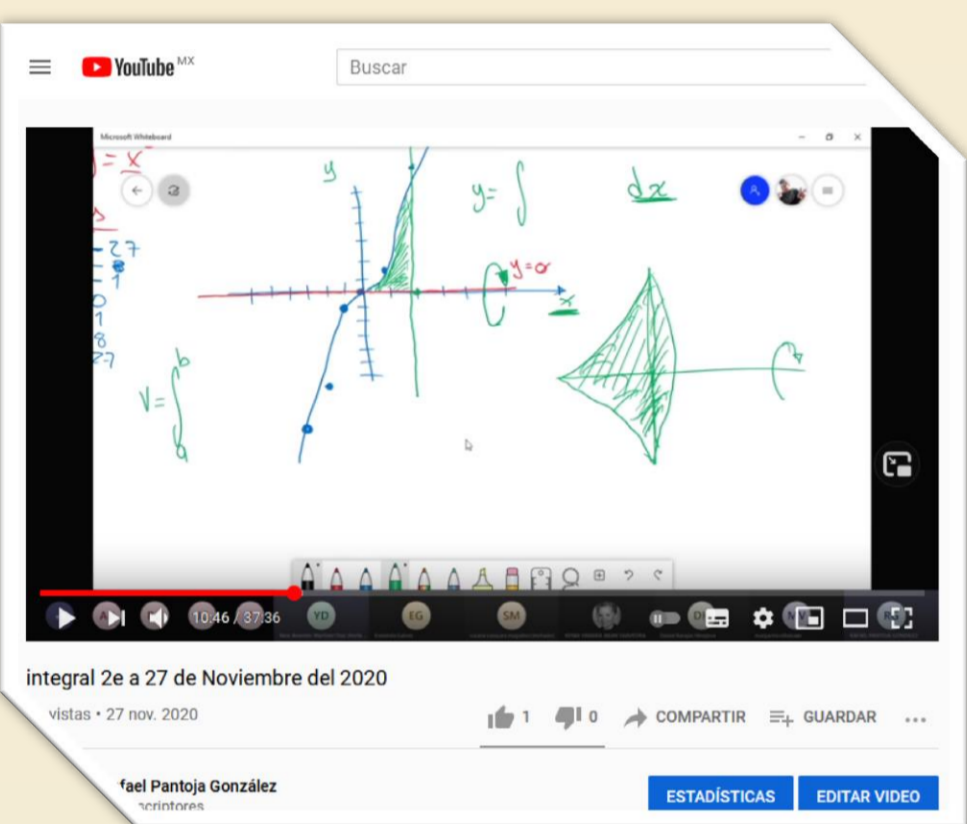 YouTube MX
Buscar
Microsoft Whiteboard
= x
y
y= ∫
dx
- 27
- 8
- 1
0
1
8
27
y=0
x
V= ∫
b
a
10:46 / 37:36
YD
EG
SM
integral 2e a 27 de Noviembre del 2020
vistas • 27 nov. 2020
1
0
COMPARTIR
GUARDAR
fael Pantoja González
scriptores
ESTADÍSTICAS
EDITAR VIDEO